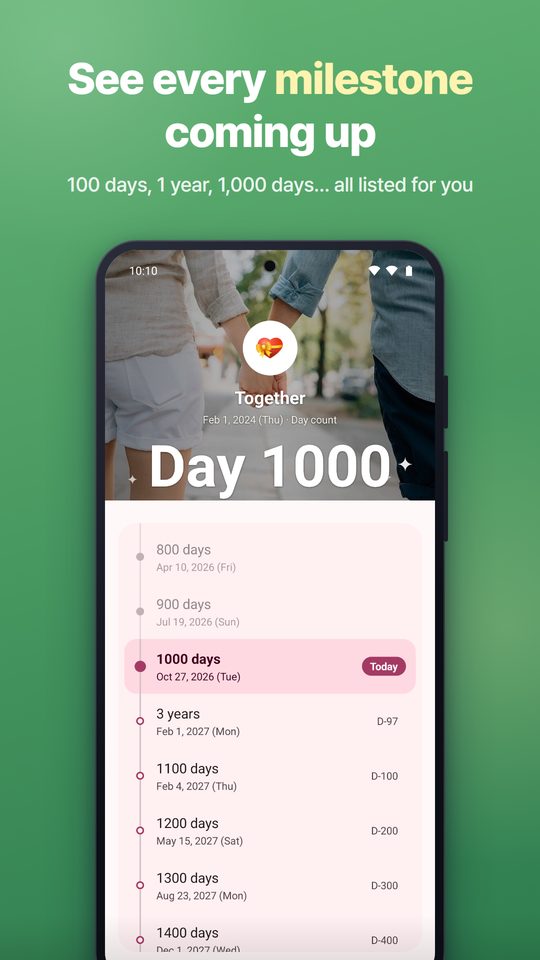 See every milestone
coming up
100 days, 1 year, 1,000 days... all listed for you
10:10
Together
Feb 1, 2024 (Thu) · Day count
Day 1000
800 days
Apr 10, 2026 (Fri)
900 days
Jul 19, 2026 (Sun)
1000 days
Today
Oct 27, 2026 (Tue)
3 years
D-97
Feb 1, 2027 (Mon)
1100 days
D-100
Feb 4, 2027 (Thu)
1200 days
D-200
May 15, 2027 (Sat)
1300 days
D-300
Aug 23, 2027 (Mon)
1400 days
D-400
Dec 1, 2027 (Wed)